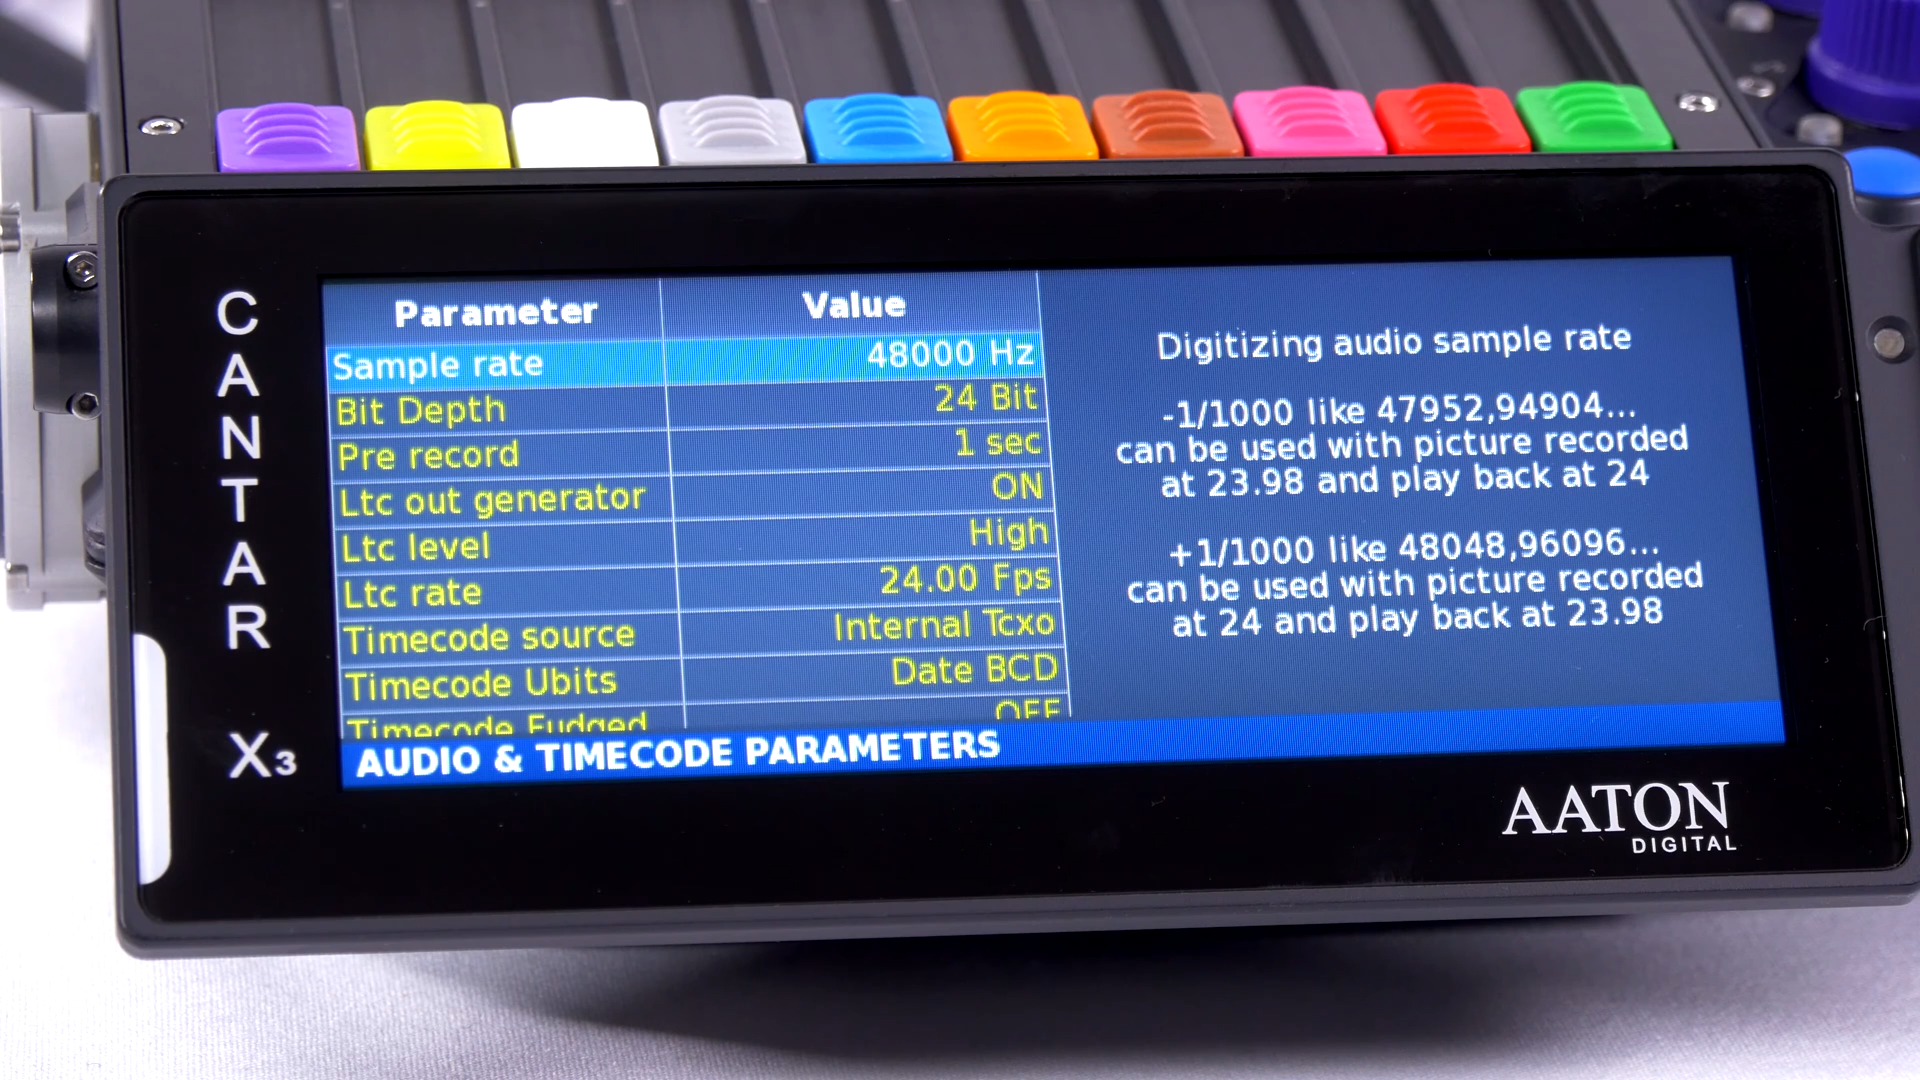 CANTAR
X3
Parameter Value
Sample rate 48000 Hz
Bit Depth 24 Bit
Pre record 1 sec
Ltc out generator ON
Ltc level High
Ltc rate 24.00 Fps
Timecode source Internal Tcxo
Timecode Ubits Date BCD
Timecode Fudged OFF
AUDIO & TIMECODE PARAMETERS
Digitizing audio sample rate
-1/1000 like 47952,94904...
can be used with picture recorded
at 23.98 and play back at 24
+1/1000 like 48048,96096...
can be used with picture recorded
at 24 and play back at 23.98
AATON
DIGITAL